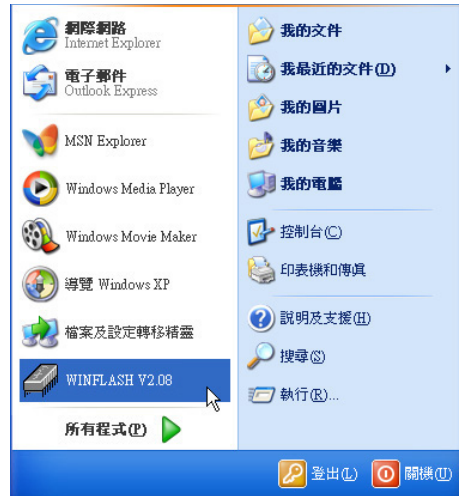 網際網路
Internet Explorer
電子郵件
Outlook Express
MSN Explorer
Windows Media Player
Windows Movie Maker
導覽 Windows XP
檔案及設定轉移精靈
WINFLASH V2.08
所有程式(P)
我的文件
我最近的文件(D)
我的圖片
我的音樂
我的電腦
控制台(C)
印表機和傳真
說明及支援(H)
搜尋(S)
執行(R)...
登出(L)
關機(U)